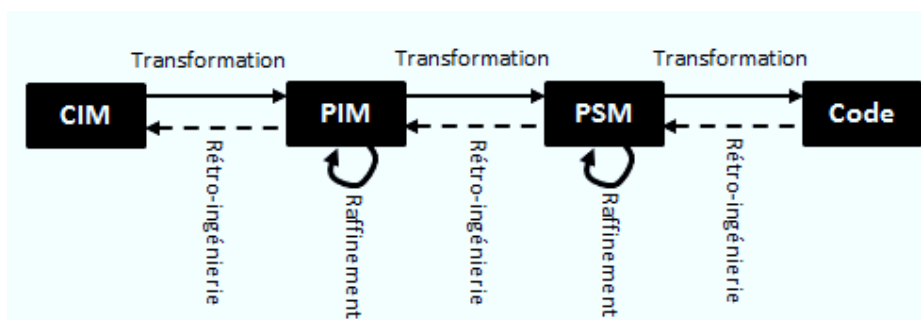 Transformation
Transformation
Transformation
CIM
PIM
PSM
Code
Rétro-ingénierie
Raffinement
Rétro-ingénierie
Raffinement
Rétro-ingénierie